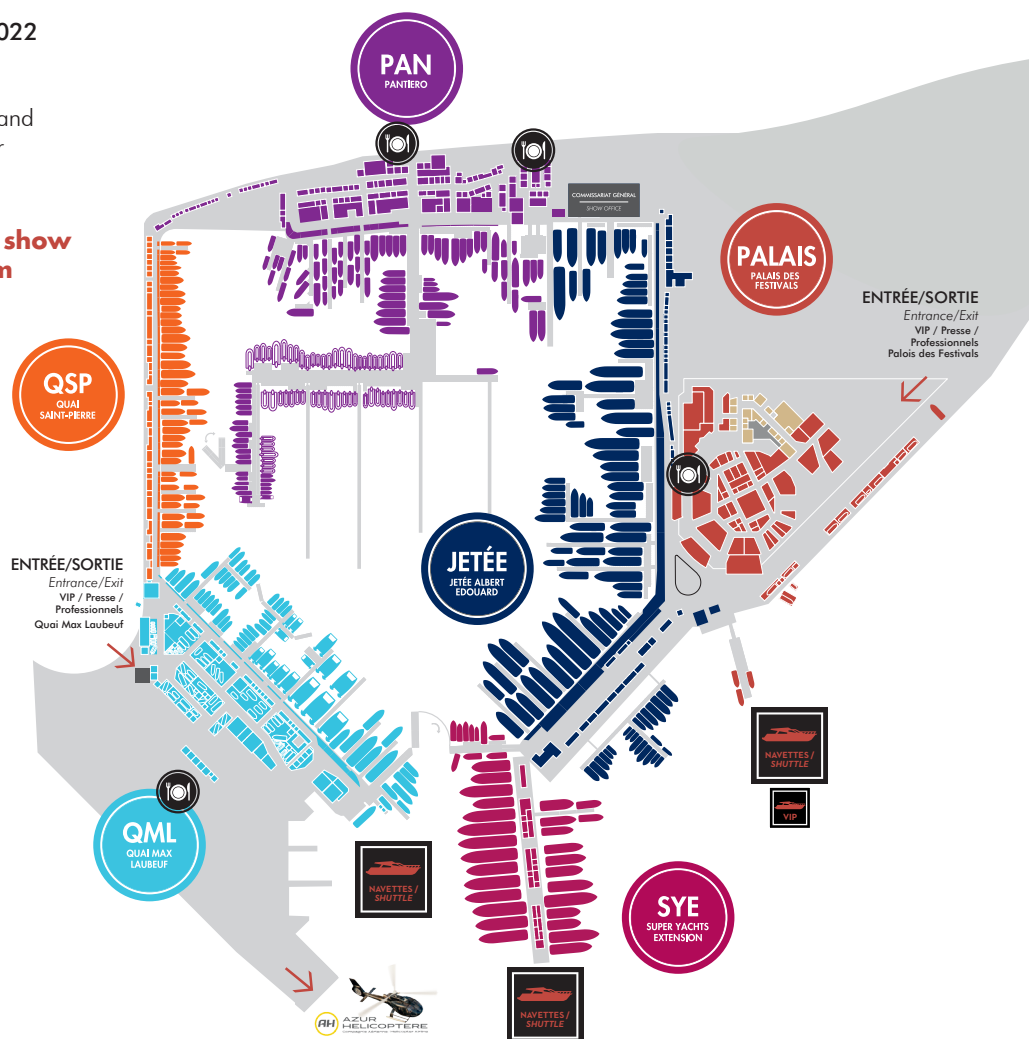 022
and
r
show
m
PAN
PANTIERO
COMMISSARIAT GÉNÉRAL
SHOW OFFICE
PALAIS
PALAIS DES
FESTIVALS
ENTRÉE/SORTIE
Entrance/Exit
VIP / Presse /
Professionnels
Palois des Festivals
QSP
QUAI
SAINT-PIERRE
JETÉE
JETÉE ALBERT
EDOUARD
ENTRÉE/SORTIE
Entrance/Exit
VIP / Presse /
Professionnels
Quai Max Laubeuf
NAVETTES /
SHUTTLE
VIP
QML
QUAI MAX
LAUBEUF
NAVETTES /
SHUTTLE
SYE
SUPER YACHTS
EXTENSION
NAVETTES /
SHUTTLE
AH AZUR
HELICOPTERE